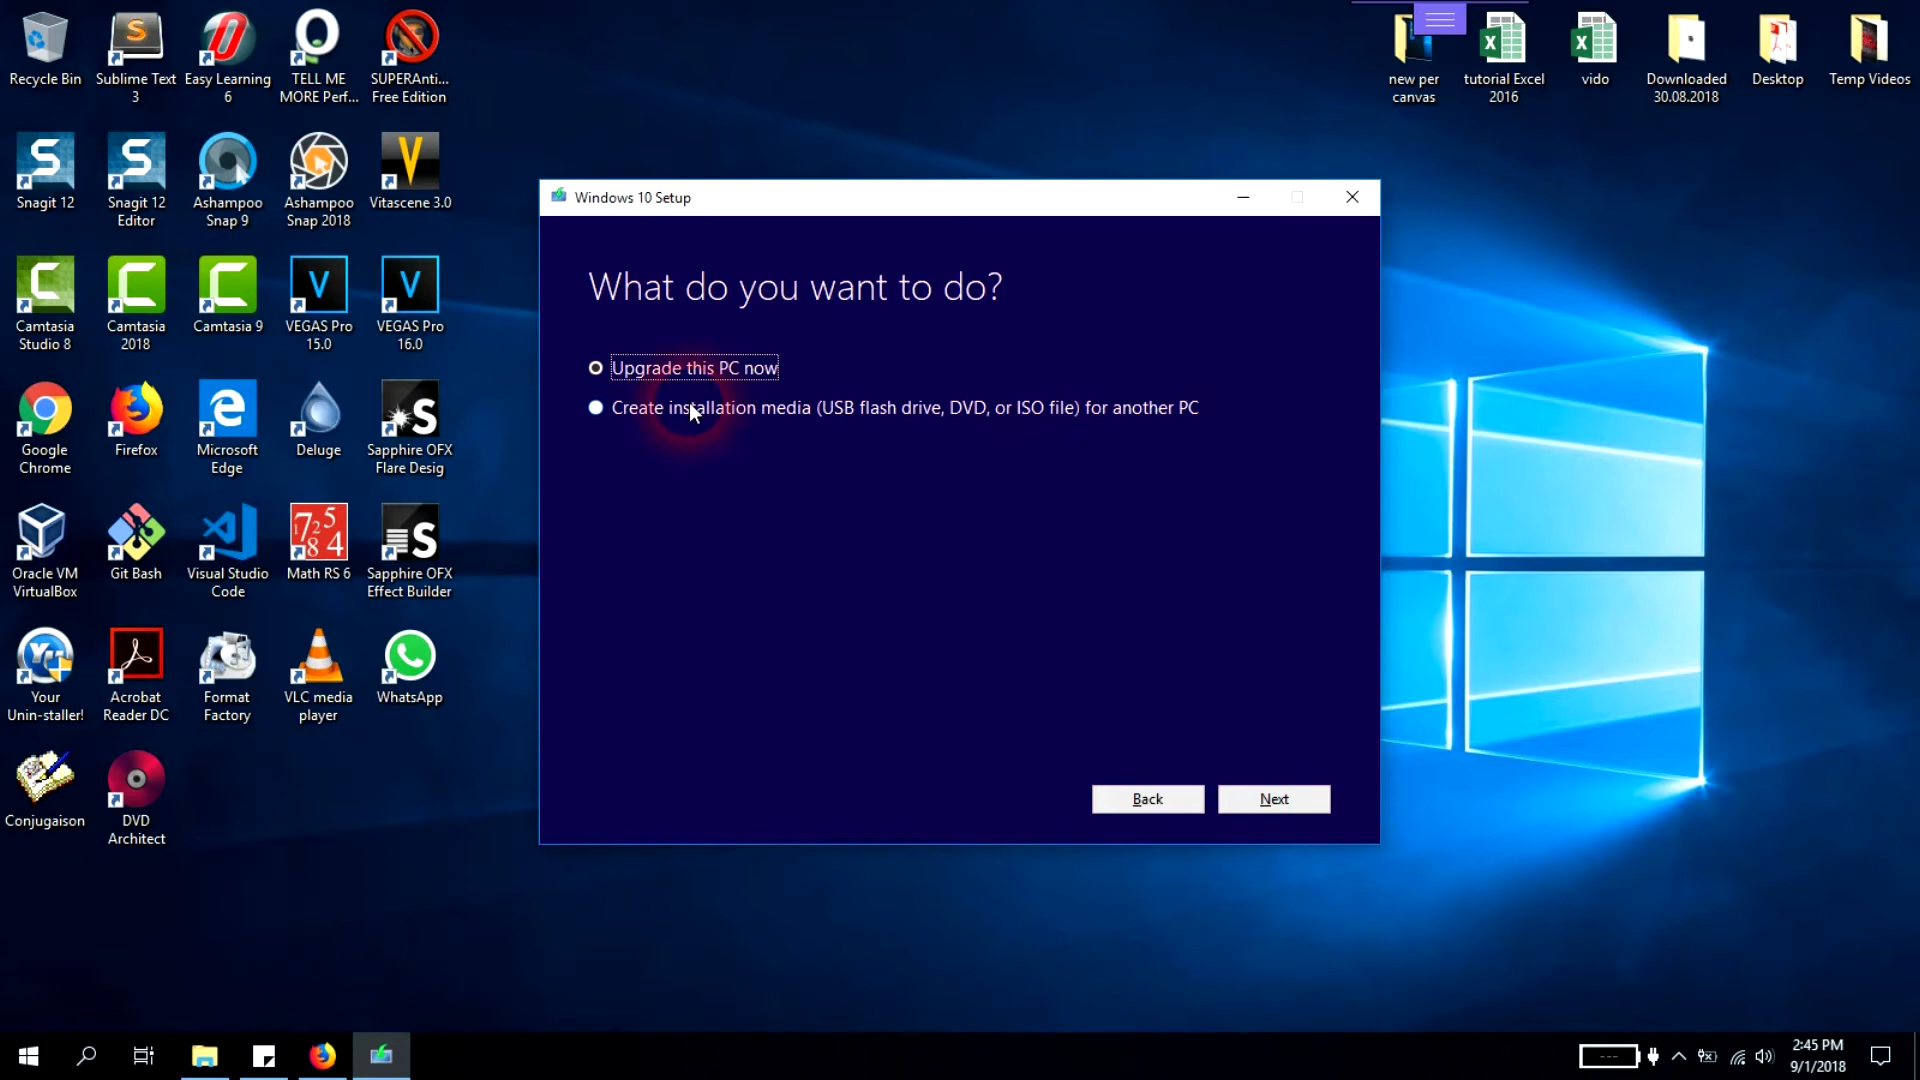 Recycle Bin
Sublime Text
3
Easy Learning
6
TELL ME
MORE Perf...
SUPERAnti...
Free Edition
Snagit 12
Snagit 12
Editor
Ashampoo
Snap 9
Ashampoo
Snap 2018
Vitascene 3.0
Camtasia
Studio 8
Camtasia
2018
Camtasia 9
VEGAS Pro
15.0
VEGAS Pro
16.0
Google
Chrome
Firefox
Microsoft
Edge
Deluge
Sapphire OFX
Flare Desig
Oracle VM
VirtualBox
Git Bash
Visual Studio
Code
Math RS 6
Sapphire OFX
Effect Builder
Your
Unin-staller!
Acrobat
Reader DC
Format
Factory
VLC media
player
WhatsApp
Conjugaison
DVD
Architect
new per
canvas
tutorial Excel
2016
vido
Downloaded
30.08.2018
Desktop
Temp Videos
Windows 10 Setup
What do you want to do?
Upgrade this PC now
Create installation media (USB flash drive, DVD, or ISO file) for another PC
Back
Next
2:45 PM
9/1/2018